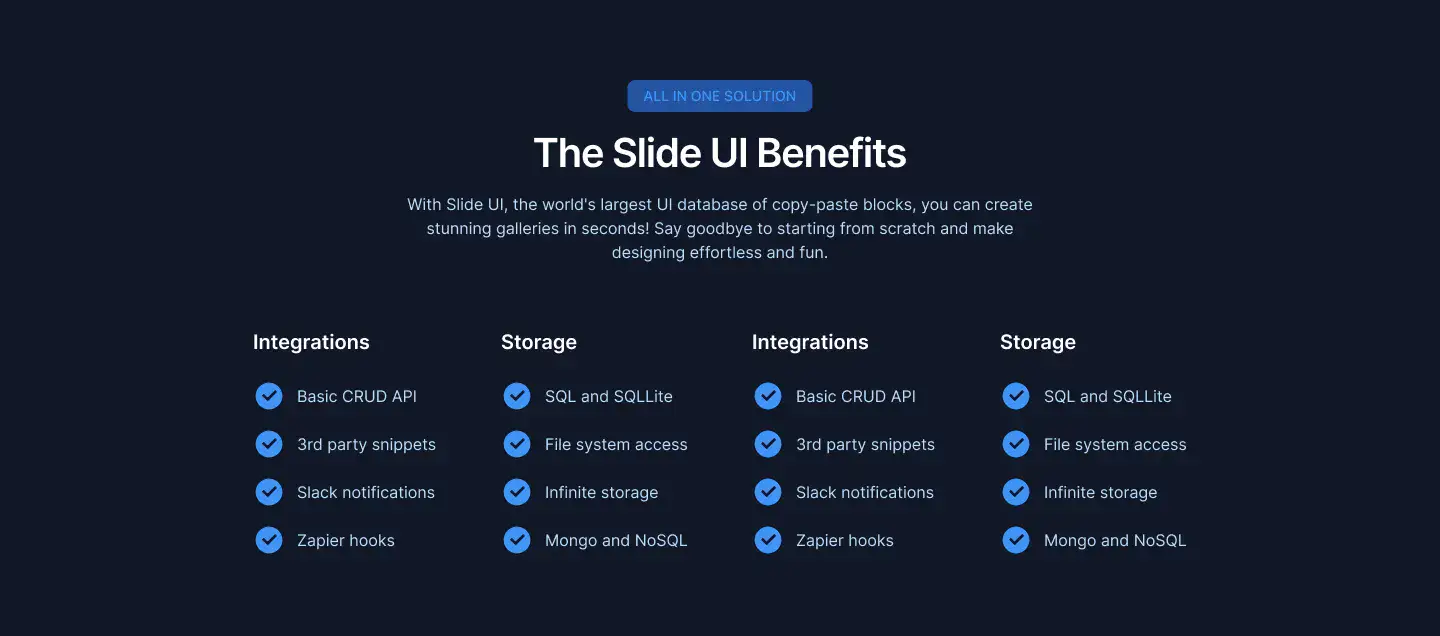 ALL IN ONE SOLUTION
The Slide UI Benefits
With Slide UI, the world's largest UI database of copy-paste blocks, you can create
stunning galleries in seconds! Say goodbye to starting from scratch and make
designing effortless and fun.
Integrations
Basic CRUD API
3rd party snippets
Slack notifications
Zapier hooks
Storage
SQL and SQLLite
File system access
Infinite storage
Mongo and NoSQL
Integrations
Basic CRUD API
3rd party snippets
Slack notifications
Zapier hooks
Storage
SQL and SQLLite
File system access
Infinite storage
Mongo and NoSQL